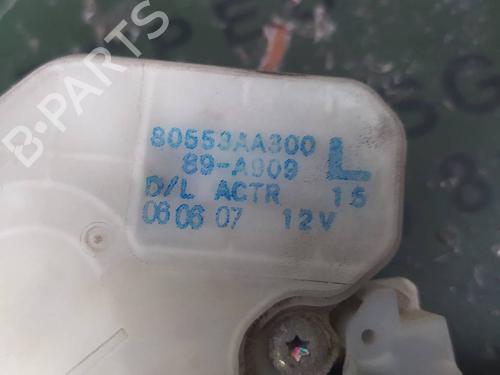 B-PARTS
80553AA300
89-A909 L
D/L ACTR 15
06 06 07 12V